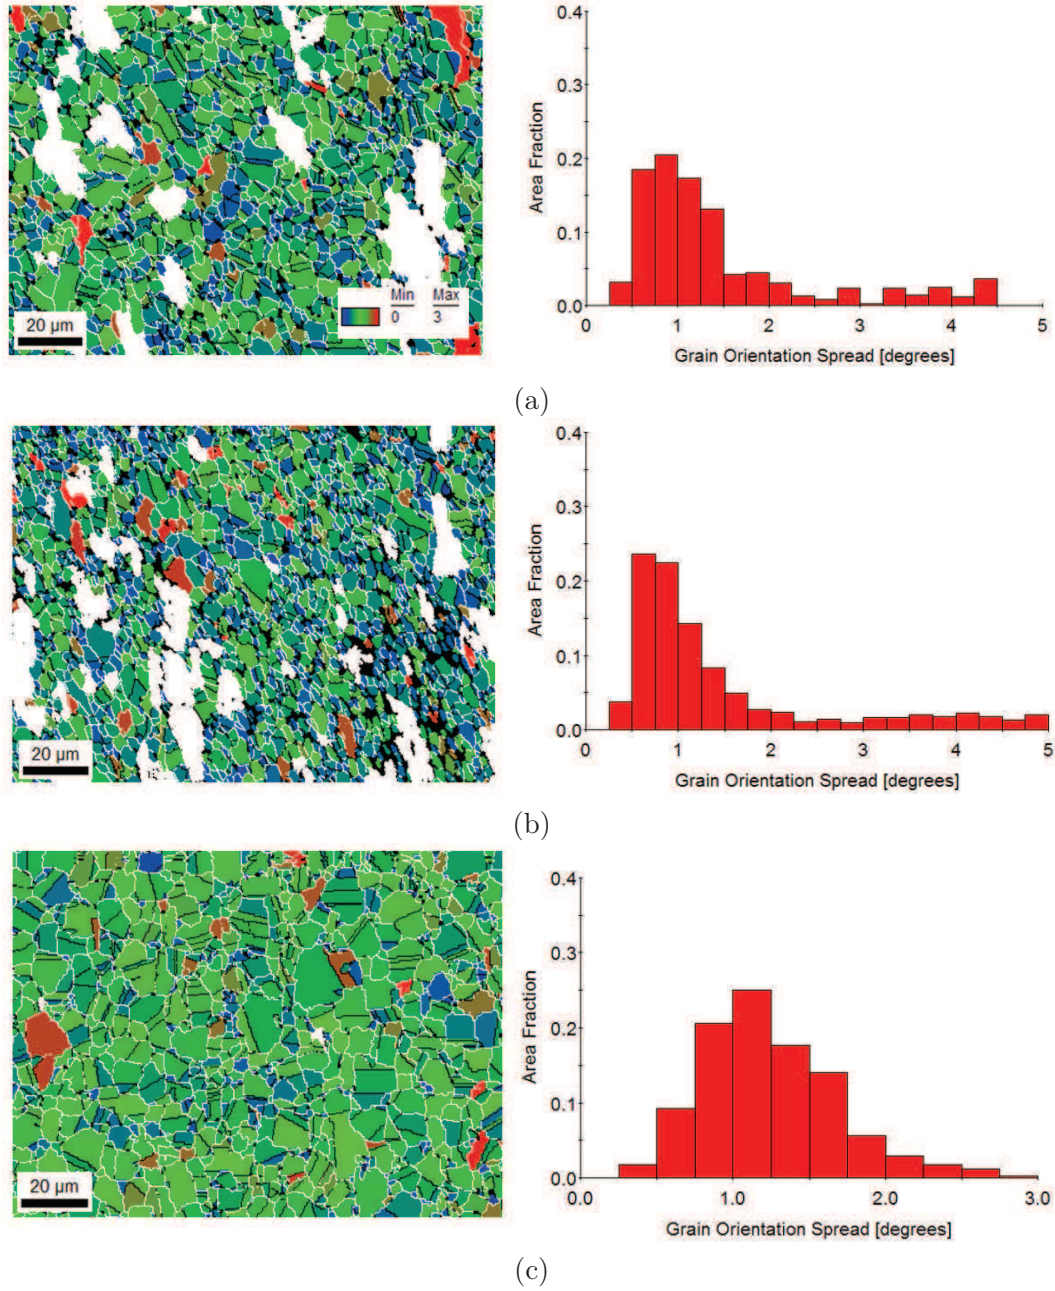 Min Max
0 3
20 µm
0.4
0.3
0.2
0.1
0.0
Area Fraction
0 1 2 3 4 5
Grain Orientation Spread [degrees]
(a)
20 µm
0.4
0.3
0.2
0.1
0.0
Area Fraction
0 1 2 3 4 5
Grain Orientation Spread [degrees]
(b)
20 µm
0.4
0.3
0.2
0.1
0.0
Area Fraction
0.0 1.0 2.0 3.0
Grain Orientation Spread [degrees]
(c)